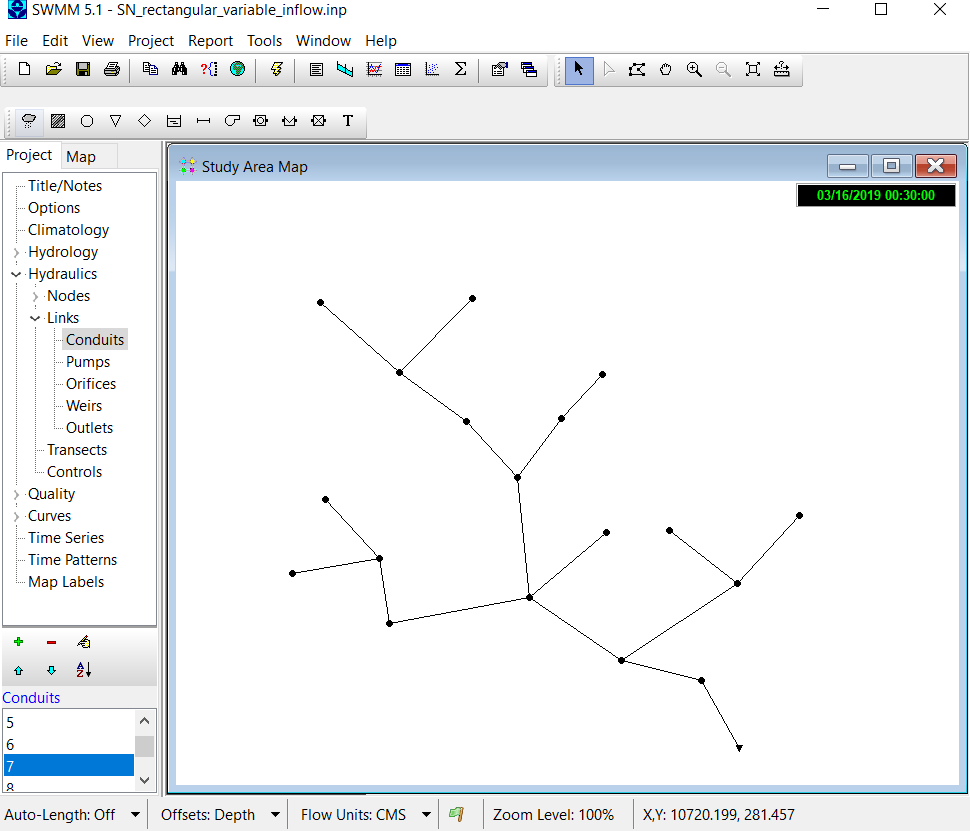 SWMM 5.1 - SN_rectangular_variable_inflow.inp
File Edit View Project Report Tools Window Help
T
Project Map
Study Area Map
03/16/2019 00:30:00
Title/Notes
Options
Climatology
Hydrology
Hydraulics
Nodes
Links
Conduits
Pumps
Orifices
Weirs
Outlets
Transects
Controls
Quality
Curves
Time Series
Time Patterns
Map Labels
Conduits
5
6
7
8
Auto-Length: Off Offsets: Depth Flow Units: CMS Zoom Level: 100% X,Y: 10720.199, 281.457